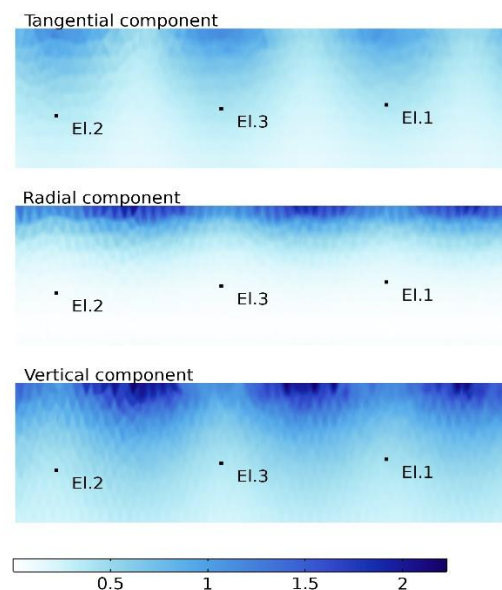 Tangential component
El.2
El.3
El.1
Radial component
El.2
El.3
El.1
Vertical component
El.2
El.3
El.1
0.5 1 1.5 2